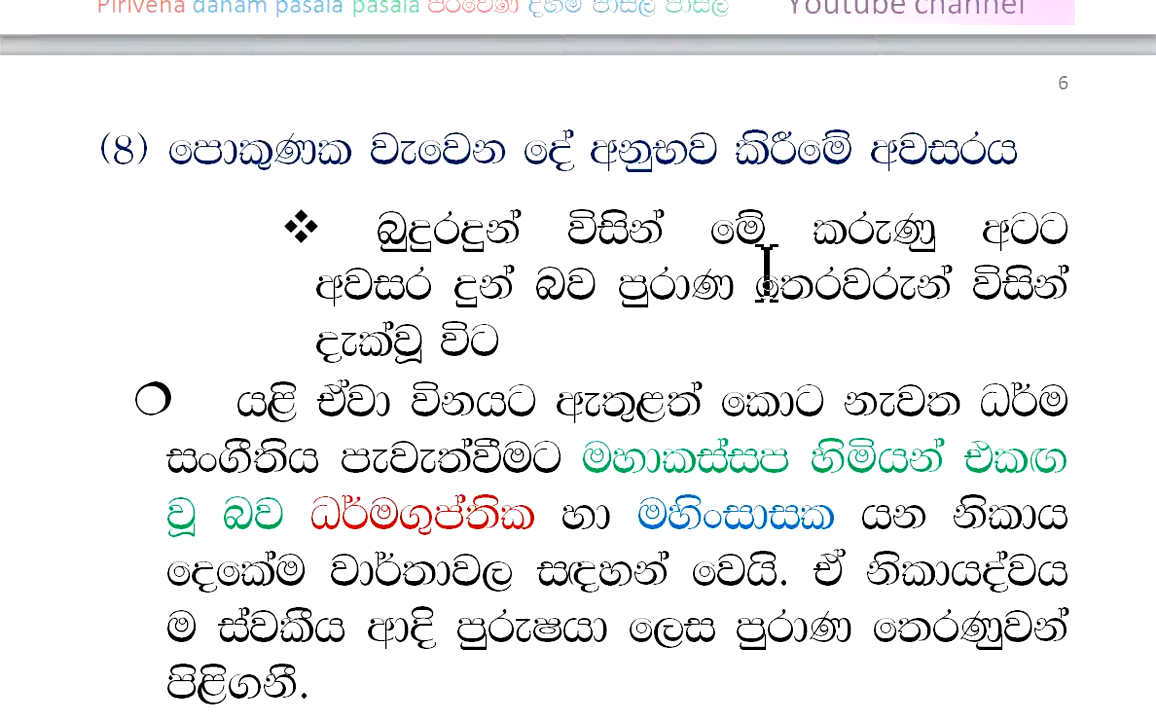 Pirivena danam pasala pasala පිරිවෙණ දහම් පාසල් පාසල් Youtube channel
6
(8) පොකුණක වැවෙන දේ අනුභව කිරීමේ අවසරය
❖ බුදුරදුන් විසින් මේ කරුණු අටට
අවසර දුන් බව පුරාණ තෙරවරුන් විසින්
දැක්වූ විට
❍ යළි ඒවා විනයට ඇතුළත් කොට නැවත ධර්ම
සංගීතිය පැවැත්වීමට මහාකස්සප හිමියන් එකඟ
වූ බව ධර්මගුප්තික හා මහිංසාසක යන නිකාය
දෙකේම වාර්තාවල සඳහන් වෙයි. ඒ නිකායද්වය
ම ස්වකීය ආදි පුරුෂයා ලෙස පුරාණ තෙරණුවන්
පිළිගනී.